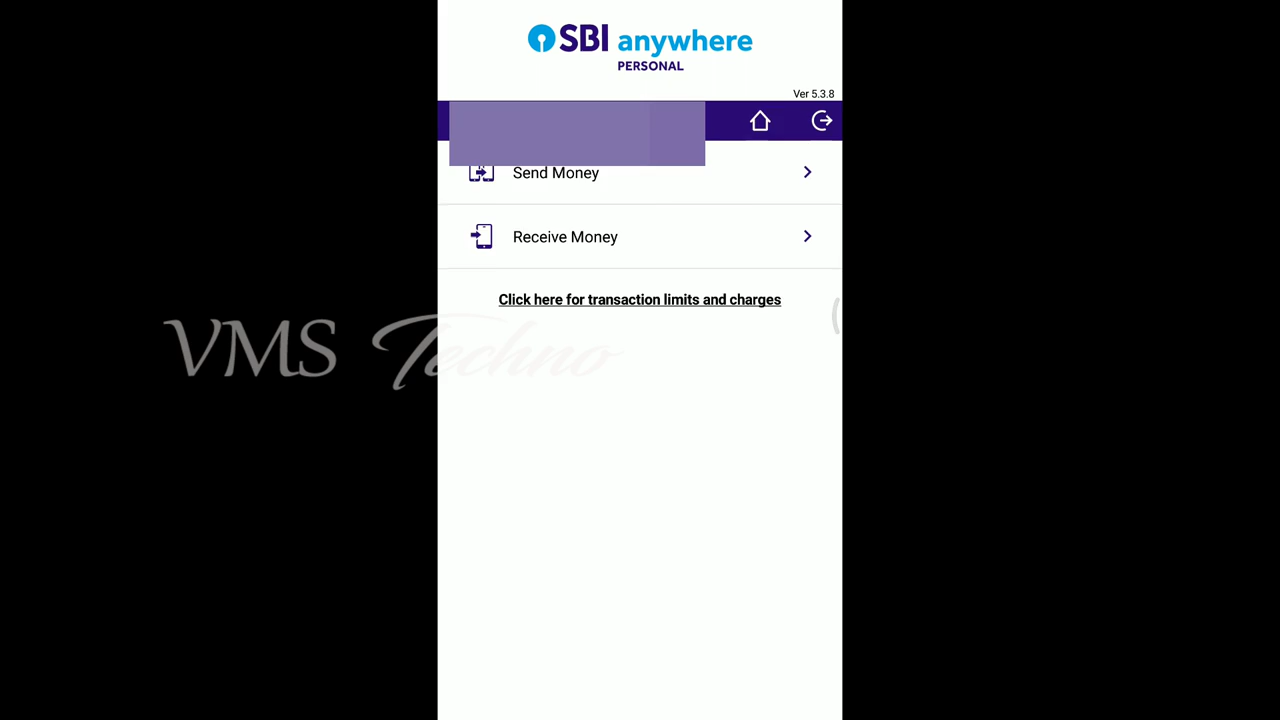 SBI anywhere
PERSONAL
Ver 5.3.8
Send Money
Receive Money
Click here for transaction limits and charges
VMS Techno